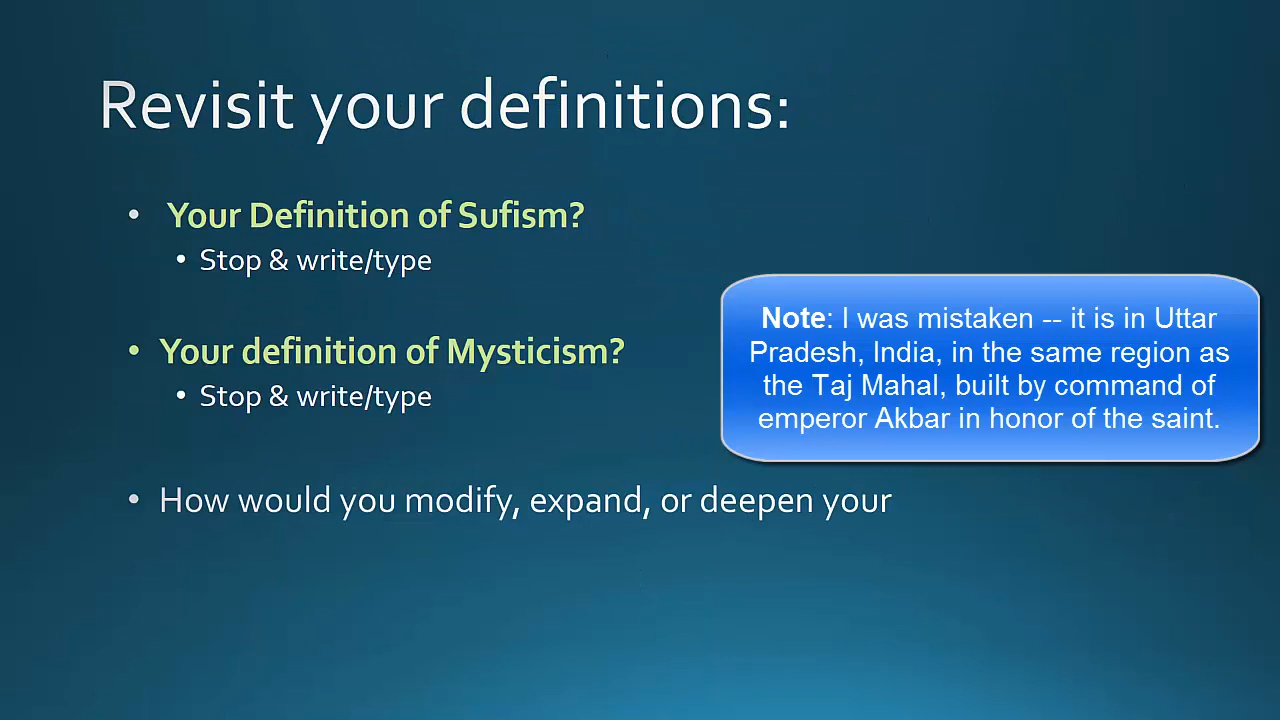 Revisit your definitions:
• Your Definition of Sufism?
• Stop & write/type
• Your definition of Mysticism?
• Stop & write/type
• How would you modify, expand, or deepen your
Note: I was mistaken -- it is in Uttar
Pradesh, India, in the same region as
the Taj Mahal, built by command of
emperor Akbar in honor of the saint.